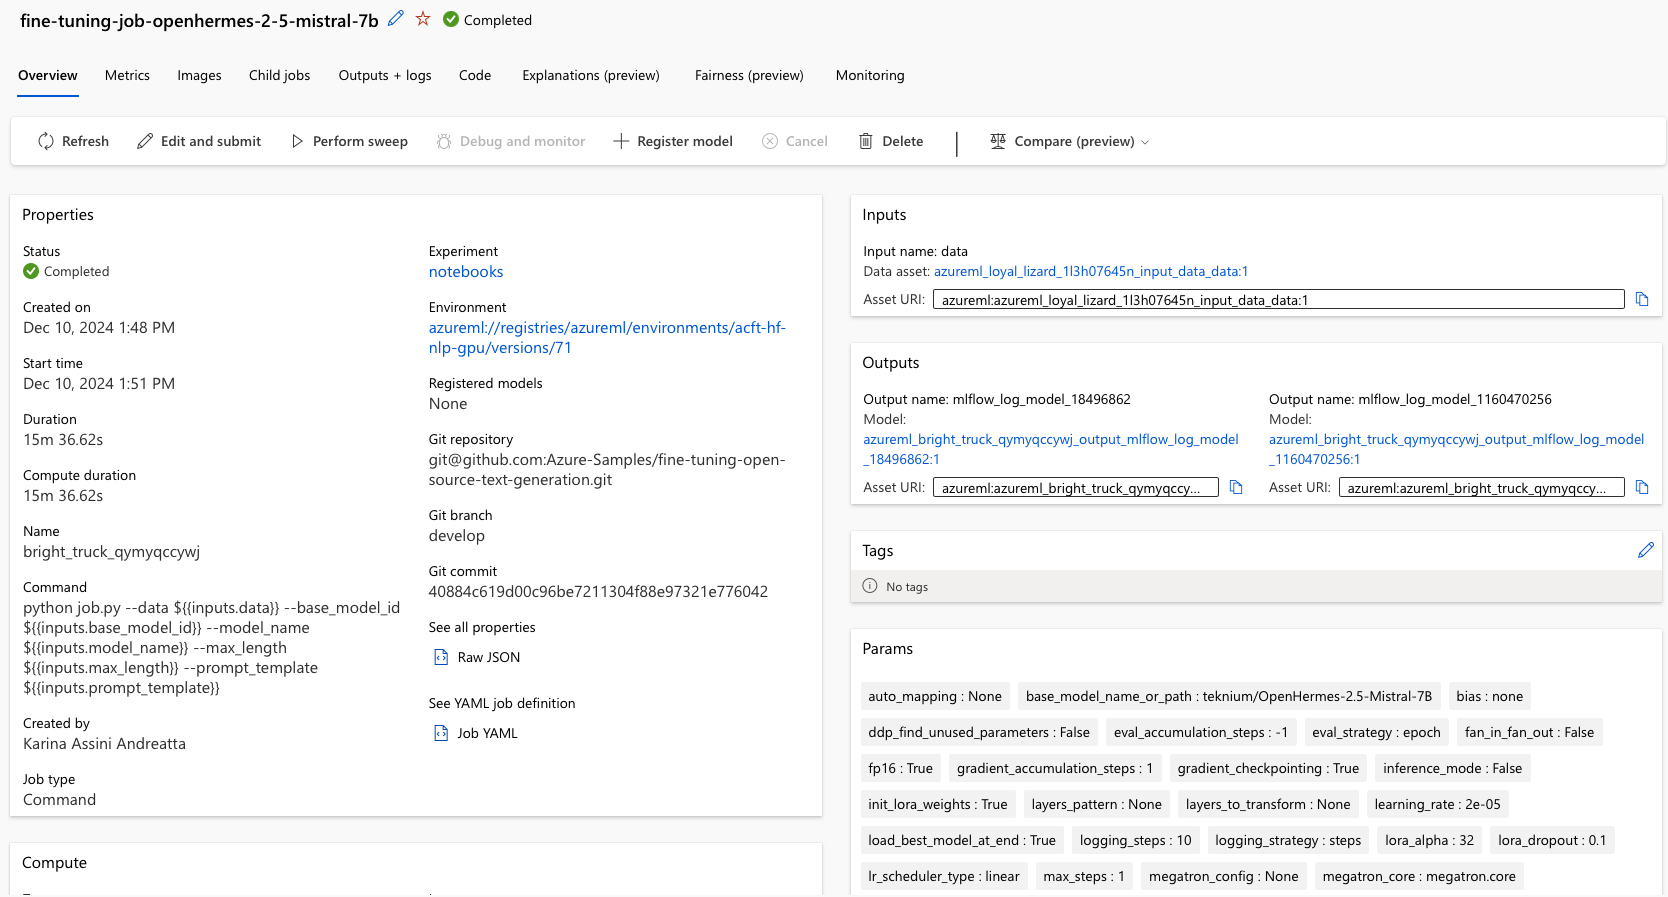 fine-tuning-job-openhermes-2-5-mistral-7b Completed
Overview Metrics Images Child jobs Outputs + logs Code Explanations (preview) Fairness (preview) Monitoring
Refresh Edit and submit Perform sweep Debug and monitor Register model Cancel Delete Compare (preview)
Properties
Status
Completed
Created on
Dec 10, 2024 1:48 PM
Start time
Dec 10, 2024 1:51 PM
Duration
15m 36.62s
Compute duration
15m 36.62s
Name
bright_truck_qymyqccywj
Command
python job.py --data ${{inputs.data}} --base_model_id
${{inputs.base_model_id}} --model_name
${{inputs.model_name}} --max_length
${{inputs.max_length}} --prompt_template
${{inputs.prompt_template}}
Created by
Karina Assini Andreatta
Job type
Command
Experiment
notebooks
Environment
azureml://registries/azureml/environments/acft-hf-
nlp-gpu/versions/71
Registered models
None
Git repository
git@github.com:Azure-Samples/fine-tuning-open-
source-text-generation.git
Git branch
develop
Git commit
40884c619d00c96be7211304f88e97321e776042
See all properties
Raw JSON
See YAML job definition
Job YAML
Compute
Inputs
Input name: data
Data asset: azureml_loyal_lizard_1l3h07645n_input_data_data:1
Asset URI: azureml:azureml_loyal_lizard_1l3h07645n_input_data_data:1
Outputs
Output name: mlflow_log_model_18496862
Model:
azureml_bright_truck_qymyqccywj_output_mlflow_log_model
_18496862:1
Asset URI: azureml:azureml_bright_truck_qymyqccy...
Output name: mlflow_log_model_1160470256
Model:
azureml_bright_truck_qymyqccywj_output_mlflow_log_model
_1160470256:1
Asset URI: azureml:azureml_bright_truck_qymyqccy...
Tags
No tags
Params
auto_mapping : None base_model_name_or_path : teknium/OpenHermes-2.5-Mistral-7B bias : none
ddp_find_unused_parameters : False eval_accumulation_steps : -1 eval_strategy : epoch fan_in_fan_out : False
fp16 : True gradient_accumulation_steps : 1 gradient_checkpointing : True inference_mode : False
init_lora_weights : True layers_pattern : None layers_to_transform : None learning_rate : 2e-05
load_best_model_at_end : True logging_steps : 10 logging_strategy : steps lora_alpha : 32 lora_dropout : 0.1
lr_scheduler_type : linear max_steps : 1 megatron_config : None megatron_core : megatron.core